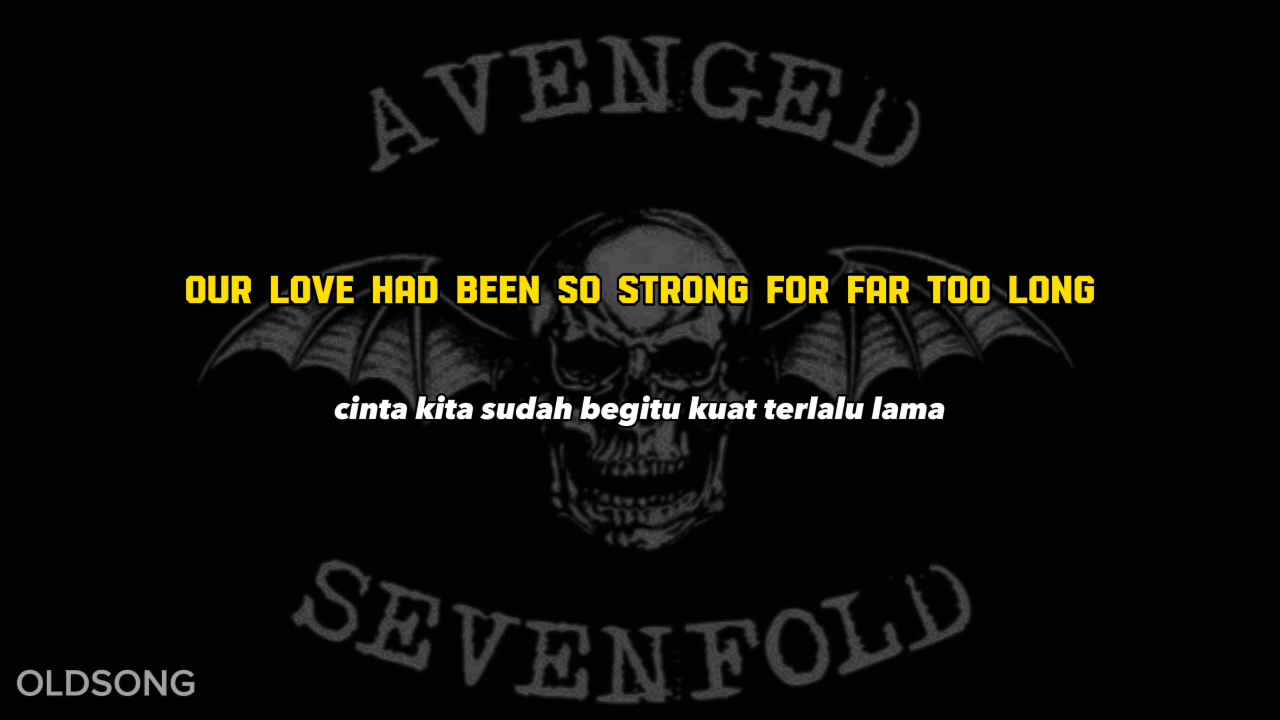 AVENGED
OUR LOVE HAD BEEN SO STRONG FOR FAR TOO LONG
cinta kita sudah begitu kuat terlalu lama
SEVENFOLD
OLDSONG